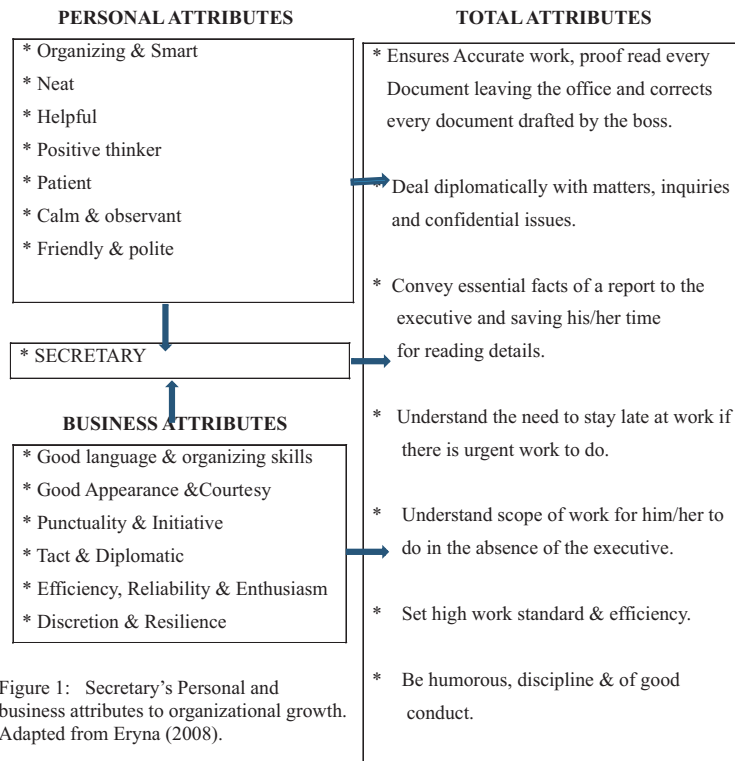 PERSONAL ATTRIBUTES
* Organizing & Smart
* Neat
* Helpful
* Positive thinker
* Patient
* Calm & observant
* Friendly & polite
* SECRETARY
BUSINESS ATTRIBUTES
* Good language & organizing skills
* Good Appearance &Courtesy
* Punctuality & Initiative
* Tact & Diplomatic
* Efficiency, Reliability & Enthusiasm
* Discretion & Resilience
Figure 1: Secretary's Personal and
business attributes to organizational growth.
Adapted from Eryna (2008).
TOTAL ATTRIBUTES
* Ensures Accurate work, proof read every
Document leaving the office and corrects
every document drafted by the boss.
* Deal diplomatically with matters, inquiries
and confidential issues.
* Convey essential facts of a report to the
executive and saving his/her time
for reading details.
* Understand the need to stay late at work if
there is urgent work to do.
* Understand scope of work for him/her to
do in the absence of the executive.
* Set high work standard & efficiency.
* Be humorous, discipline & of good
conduct.